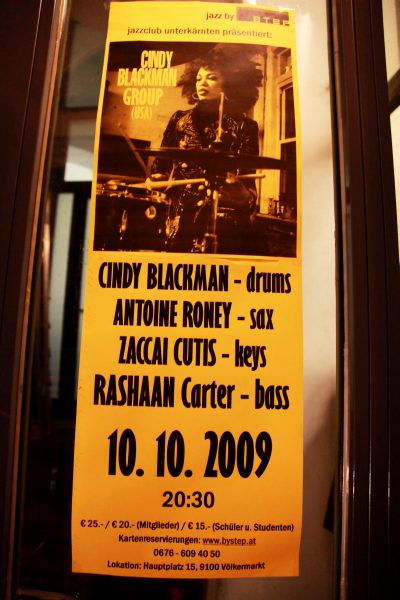 jazz by STEP
jazzclub unterkärnten präsentiert:
CINDY
BLACKMAN
GROUP
(USA)
CINDY BLACKMAN – drums
ANTOINE RONEY – sax
ZACCAI CUTIS – keys
RASHAAN Carter – bass
10. 10. 2009
20:30
€ 25.- / € 20.- (Mitglieder) / € 15.- (Schüler u. Studenten)
Kartenreservierungen: www.bystep.at
0676 - 609 40 50
Lokation: Hauptplatz 15, 9100 Völkermarkt